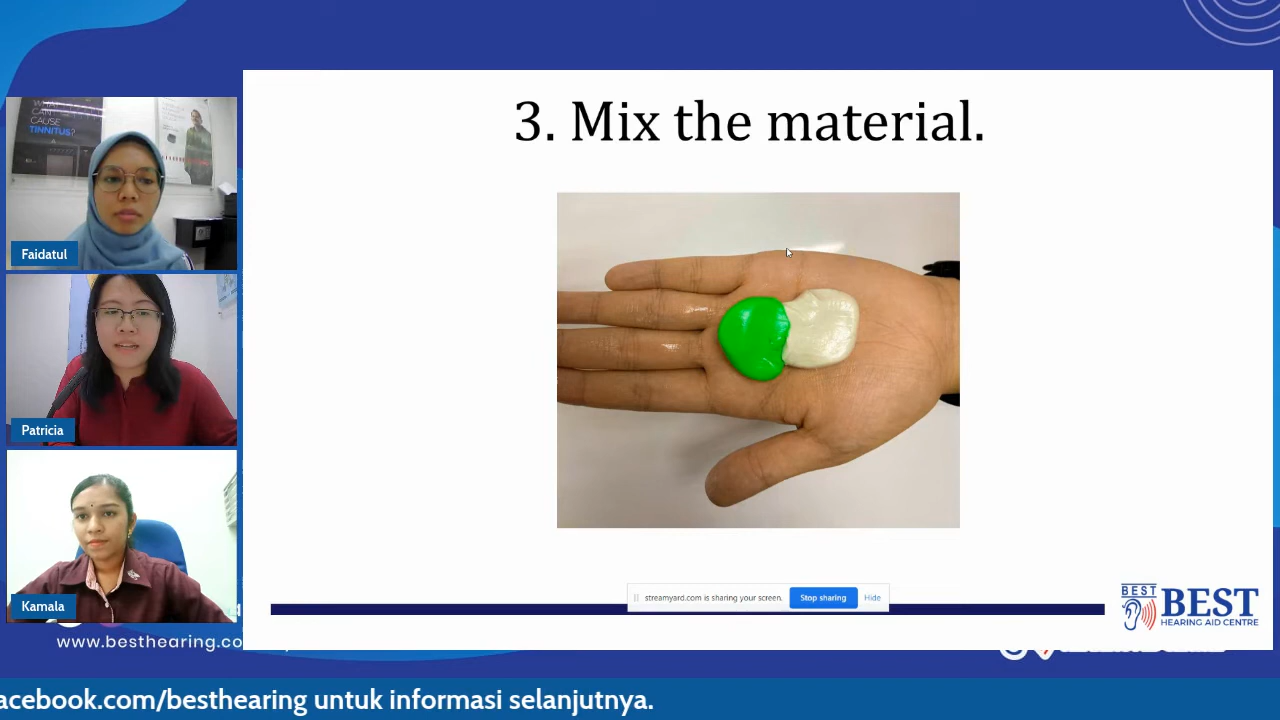 3. Mix the material.
CAN'T
CAUSE
TINNITUS?
Faidatul
Patricia
Kamala
streamyard.com is sharing your screen.
Stop sharing
Hide
BEST
BEST
HEARING AID CENTRE
www.besthearing.co
acebook.com/besthearing untuk informasi selanjutnya.